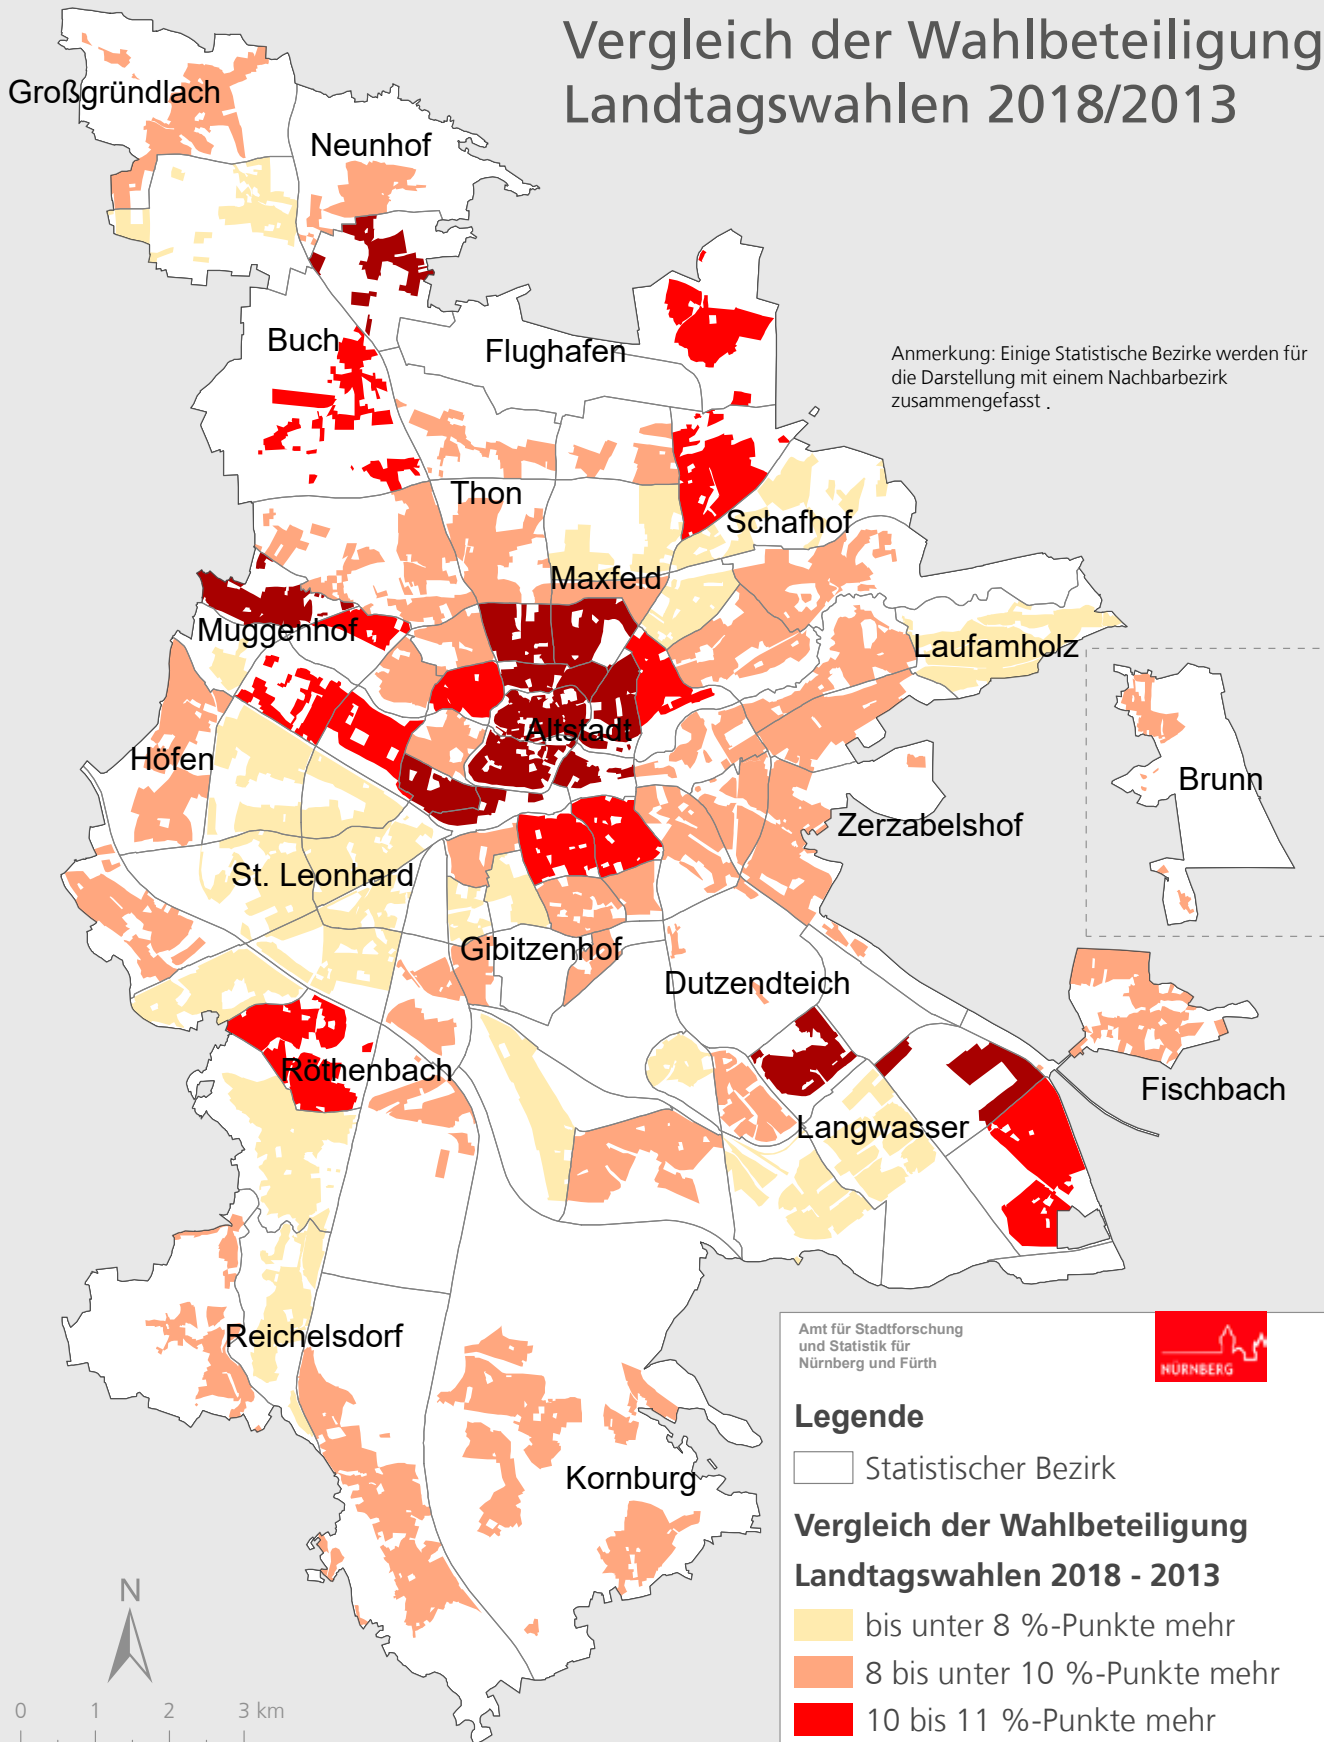 Vergleich der Wahlbeteiligung
Landtagswahlen 2018/2013
Großgründlach
Neunhof
Buch
Flughafen
Anmerkung: Einige Statistische Bezirke werden für
die Darstellung mit einem Nachbarbezirk
zusammengefasst .
Thon
Schafhof
Maxfeld
Muggenhof
Laufamholz
Altstadt
Höfen
Brunn
Zerzabelshof
St. Leonhard
Gibitzenhof
Dutzendteich
Röthenbach
Fischbach
Langwasser
Reichelsdorf
Kornburg
Amt für Stadtforschung
und Statistik für
Nürnberg und Fürth
NÜRNBERG
Legende
Statistischer Bezirk
Vergleich der Wahlbeteiligung
Landtagswahlen 2018 - 2013
bis unter 8 %-Punkte mehr
8 bis unter 10 %-Punkte mehr
10 bis 11 %-Punkte mehr
N
0 1 2 3 km